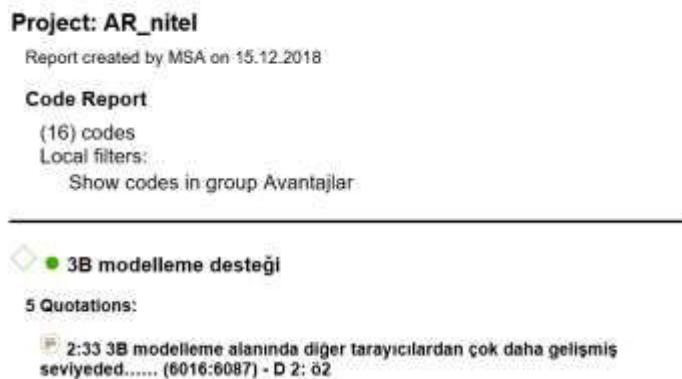 Project: AR_nitel
Report created by MSA on 15.12.2018
Code Report
(16) codes
Local filters:
Show codes in group Avantajlar
3B modelleme desteği
5 Quotations:
2:33 3B modelleme alanında diğer tarayıcılardan çok daha gelişmiş
seviyeded...... (6016:6087) - D 2: ö2